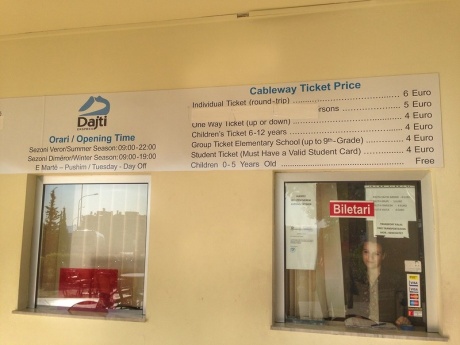 Dajti
Orari / Opening Time
Sezoni Veror/Summer Season:09:00-22:00
Sezoni Dimëror/Winter Season:09:00-19:00
E Martë – Pushim / Tuesday - Day Off
Cableway Ticket Price
Individual Ticket (round-trip) 6 Euro
rsons 5 Euro
One Way Ticket (up or down) 4 Euro
Children's Ticket 6-12 years 4 Euro
Group Ticket Elementary School (up to 9th-Grade) 4 Euro
Student Ticket (Must Have a Valid Student Card) 4 Euro
Children 0-5 Years Old Free
Biletari